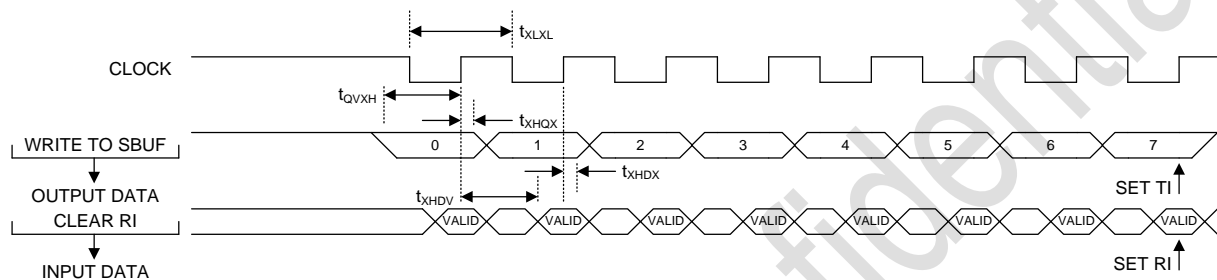 tXLXL
CLOCK
tQVXH
tXHQX
WRITE TO SBUF
0 1 2 3 4 5 6 7
tXHDX
OUTPUT DATA
SET TI
tXHDV
CLEAR RI
VALID VALID VALID VALID VALID VALID VALID VALID
SET RI
INPUT DATA